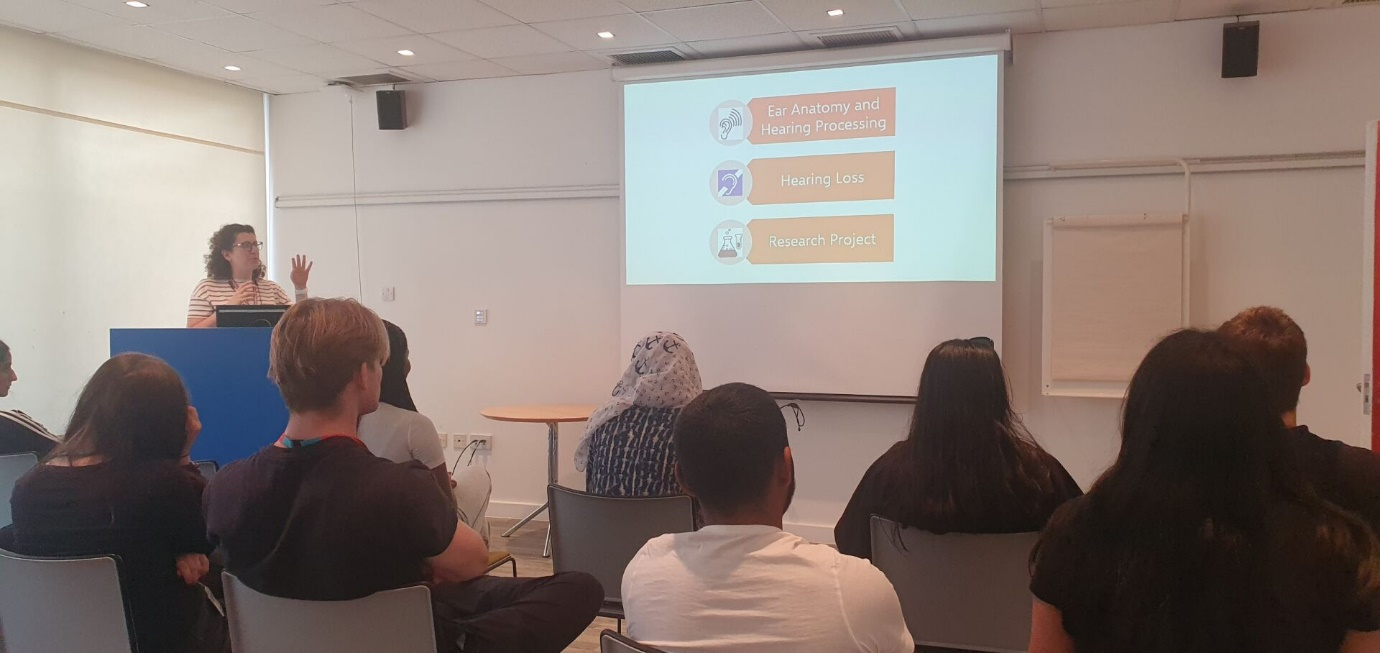 Ear Anatomy and
Hearing Processing
Hearing Loss
Research Project